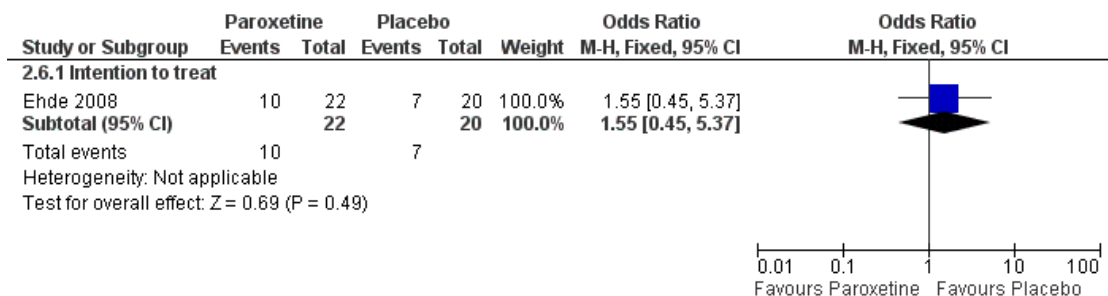 Paroxetine Placebo Odds Ratio Odds Ratio
Study or Subgroup Events Total Events Total Weight M-H, Fixed, 95% CI M-H, Fixed, 95% CI
2.6.1 Intention to treat
Ehde 2008 10 22 7 20 100.0% 1.55 [0.45, 5.37]
Subtotal (95% CI) 22 20 100.0% 1.55 [0.45, 5.37]
Total events 10 7
Heterogeneity: Not applicable
Test for overall effect: Z = 0.69 (P = 0.49)
0.01 0.1 1 10 100
Favours Paroxetine Favours Placebo